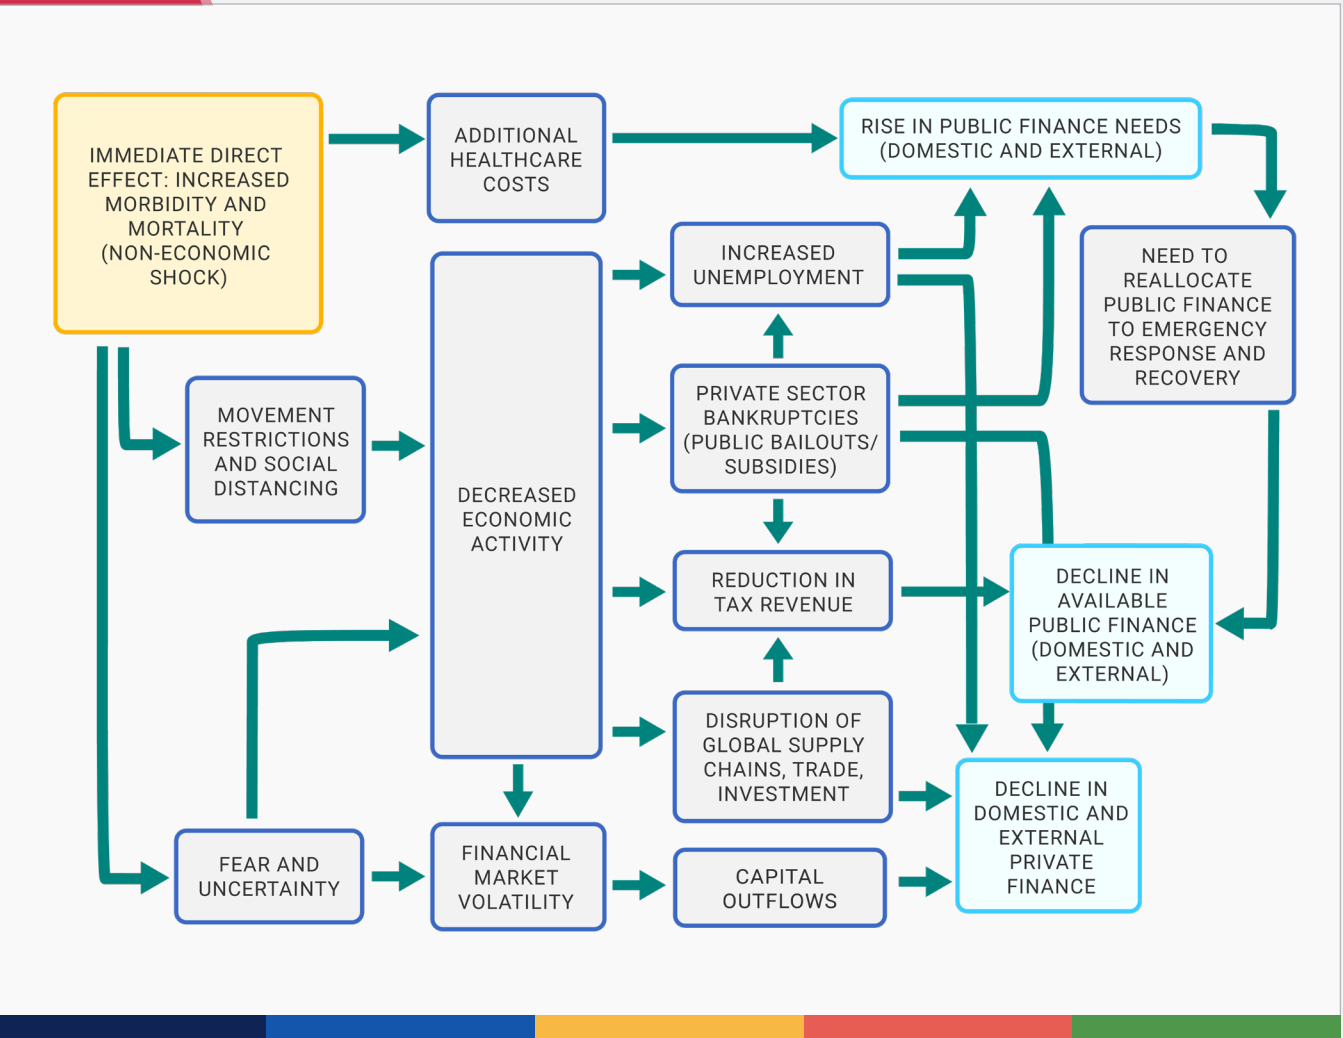 IMMEDIATE DIRECT
EFFECT: INCREASED
MORBIDITY AND
MORTALITY
(NON-ECONOMIC
SHOCK)
ADDITIONAL
HEALTHCARE
COSTS
RISE IN PUBLIC FINANCE NEEDS
(DOMESTIC AND EXTERNAL)
INCREASED
UNEMPLOYMENT
NEED TO
REALLOCATE
PUBLIC FINANCE
TO EMERGENCY
RESPONSE AND
RECOVERY
MOVEMENT
RESTRICTIONS
AND SOCIAL
DISTANCING
DECREASED
ECONOMIC
ACTIVITY
PRIVATE SECTOR
BANKRUPTCIES
(PUBLIC BAILOUTS/
SUBSIDIES)
REDUCTION IN
TAX REVENUE
DECLINE IN
AVAILABLE
PUBLIC FINANCE
(DOMESTIC AND
EXTERNAL)
DISRUPTION OF
GLOBAL SUPPLY
CHAINS, TRADE,
INVESTMENT
FEAR AND
UNCERTAINTY
FINANCIAL
MARKET
VOLATILITY
CAPITAL
OUTFLOWS
DECLINE IN
DOMESTIC AND
EXTERNAL
PRIVATE
FINANCE